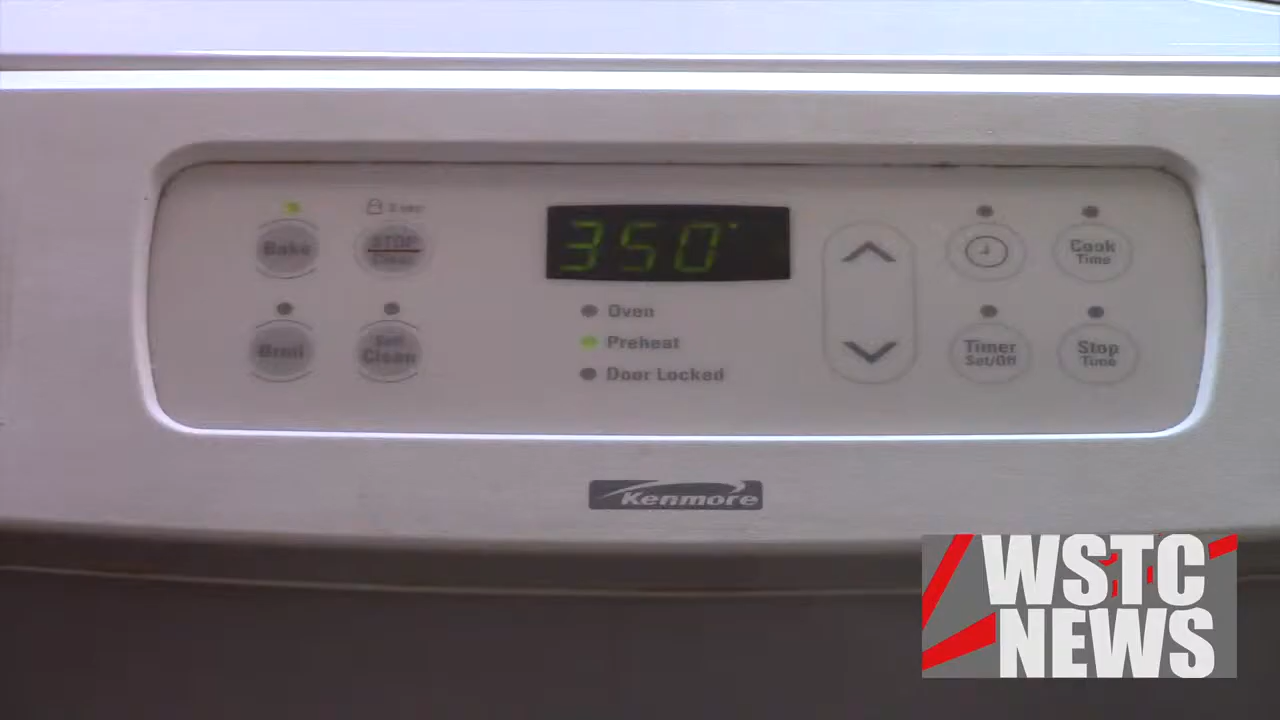 Bake
STOP
Clear
350°
Cook
Time
Broil
Self
Clean
Oven
Preheat
Door Locked
Timer
Set/Off
Stop
Time
Kenmore
WSTC
NEWS